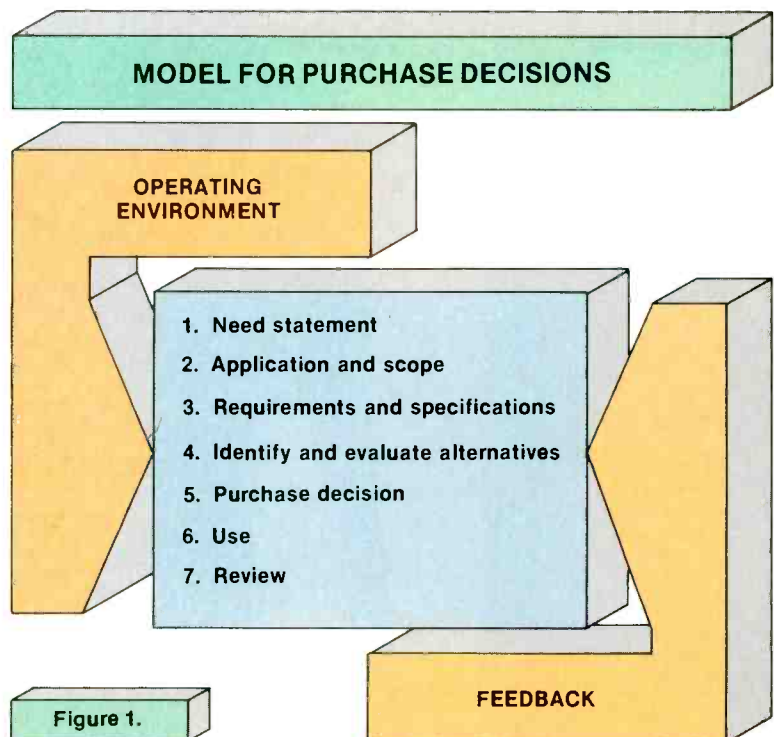 MODEL FOR PURCHASE DECISIONS
OPERATING
ENVIRONMENT
1. Need statement
2. Application and scope
3. Requirements and specifications
4. Identify and evaluate alternatives
5. Purchase decision
6. Use
7. Review
FEEDBACK
Figure 1.